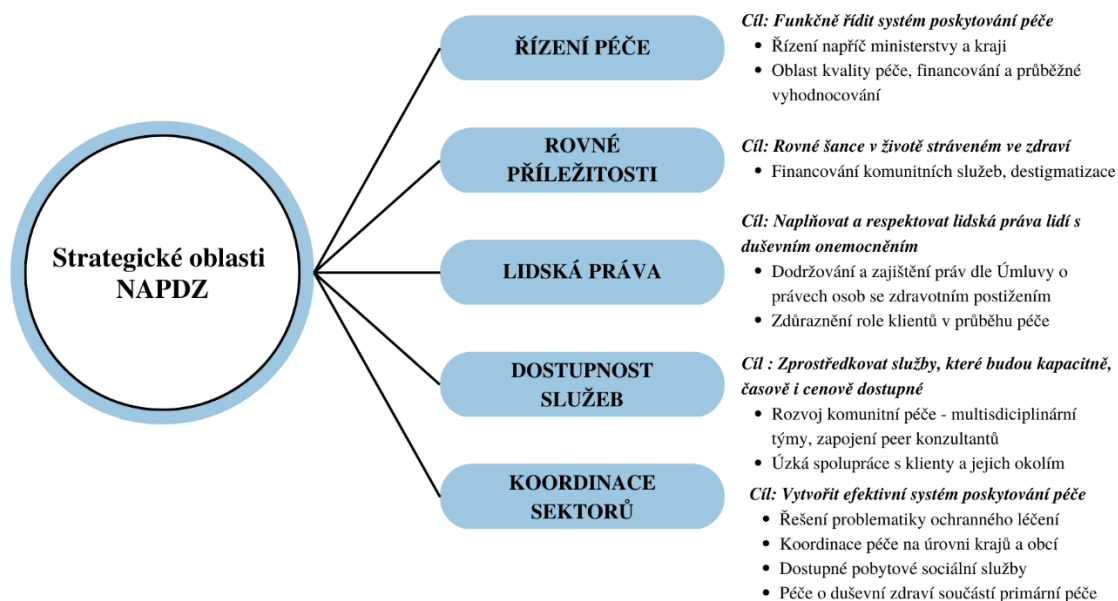 Strategické oblasti
NAPDZ
ŘÍZENÍ PÉČE
Cíl: Funkčně řídit systém poskytování péče
• Řízení napříč ministerstvy a kraji
• Oblast kvality péče, financování a průběžné
vyhodnocování
ROVNÉ
PŘÍLEŽITOSTI
Cíl: Rovné šance v životě stráveném ve zdraví
• Financování komunitních služeb, destigmatizace
LIDSKÁ PRÁVA
Cíl: Naplňovat a respektovat lidská práva lidí s
duševním onemocněním
• Dodržování a zajištění práv dle Úmluvy o
právech osob se zdravotním postižením
• Zdůraznění role klientů v průběhu péče
DOSTUPNOST
SLUŽEB
Cíl : Zprostředkovat služby, které budou kapacitně,
časově i cenově dostupné
• Rozvoj komunitní péče - multisdiciplinární
týmy, zapojení peer konzultantů
• Úzká spolupráce s klienty a jejich okolím
KOORDINACE
SEKTORŮ
Cíl: Vytvořit efektivní systém poskytování péče
• Řešení problematiky ochranného léčení
• Koordinace péče na úrovni krajů a obcí
• Dostupné pobytové sociální služby
• Péče o duševní zdraví součástí primární péče